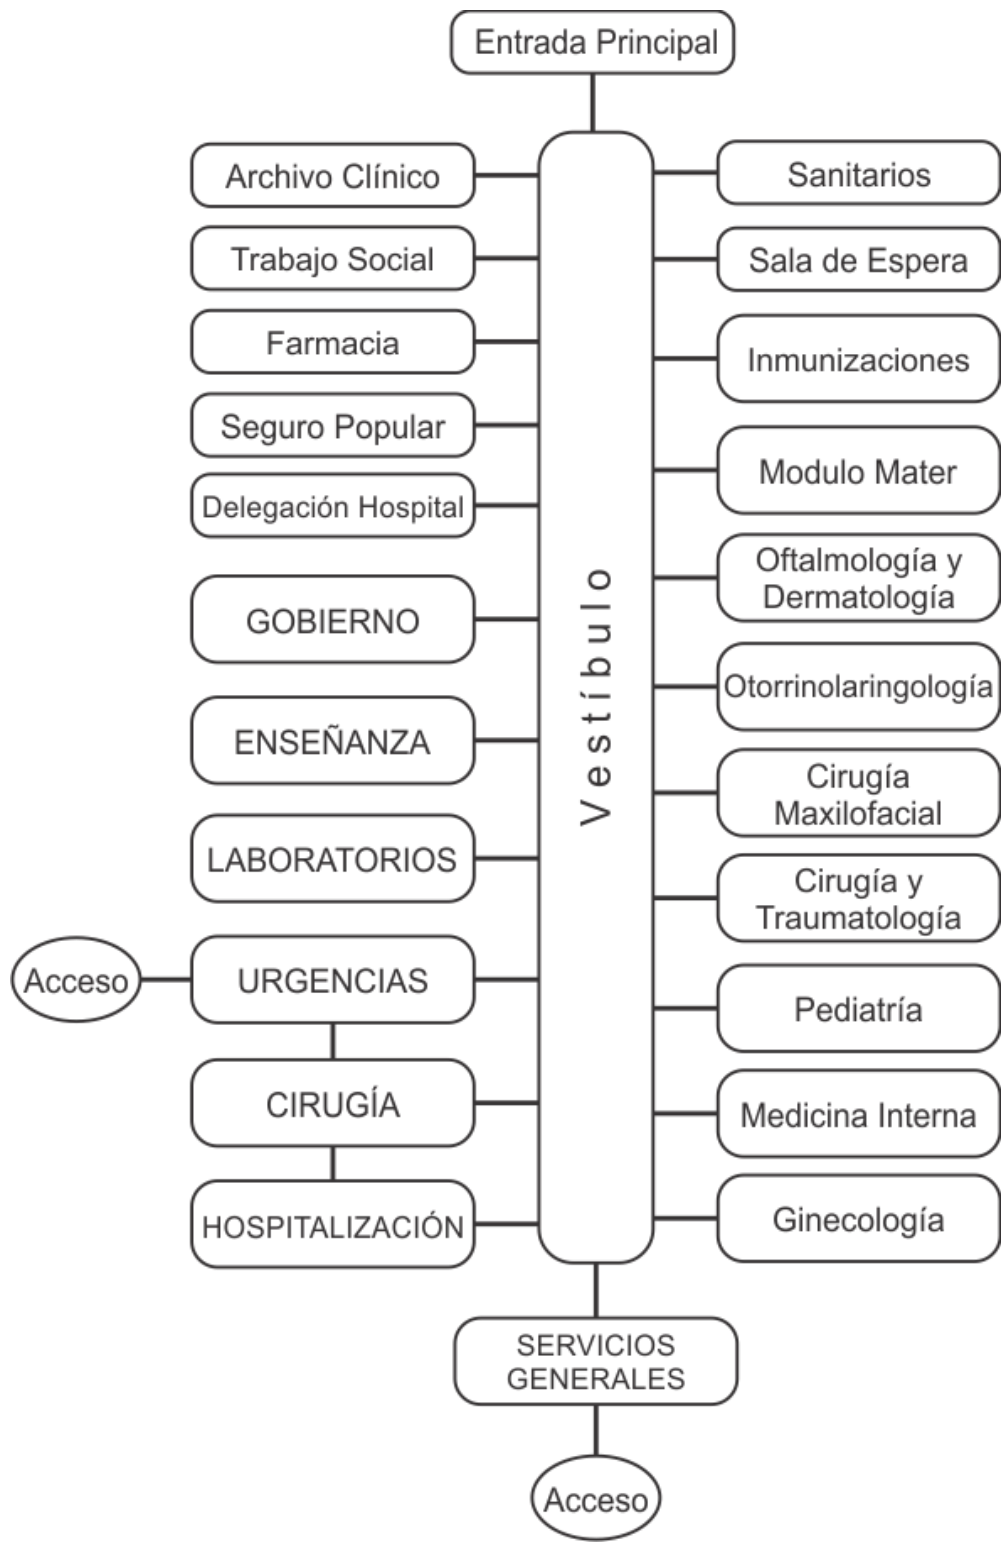 Entrada Principal
Archivo Clínico
Trabajo Social
Farmacia
Seguro Popular
Delegación Hospital
GOBIERNO
ENSEÑANZA
LABORATORIOS
Acceso
URGENCIAS
CIRUGÍA
HOSPITALIZACIÓN
Vestíbulo
Sanitarios
Sala de Espera
Inmunizaciones
Modulo Mater
Oftalmología y
Dermatología
Otorrinolaringología
Cirugía
Maxilofacial
Cirugía y
Traumatología
Pediatría
Medicina Interna
Ginecología
SERVICIOS
GENERALES
Acceso